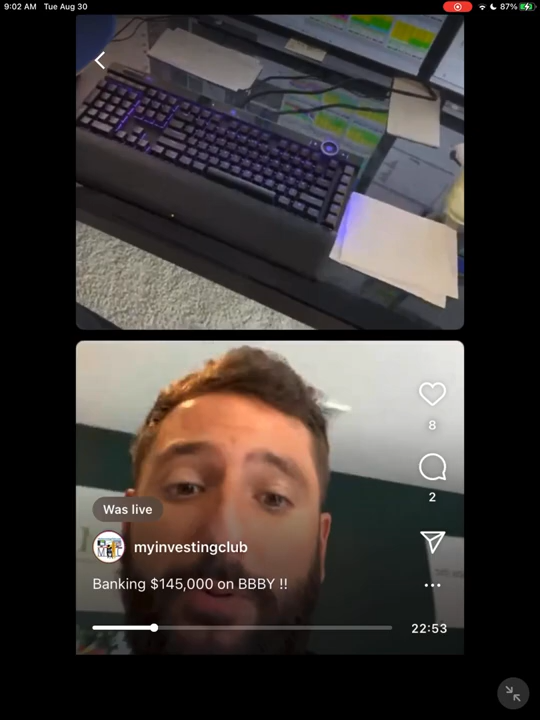 9:02 AM Tue Aug 30
87%
8
2
Was live
myinvestingclub
Banking $145,000 on BBBY !!
22:53